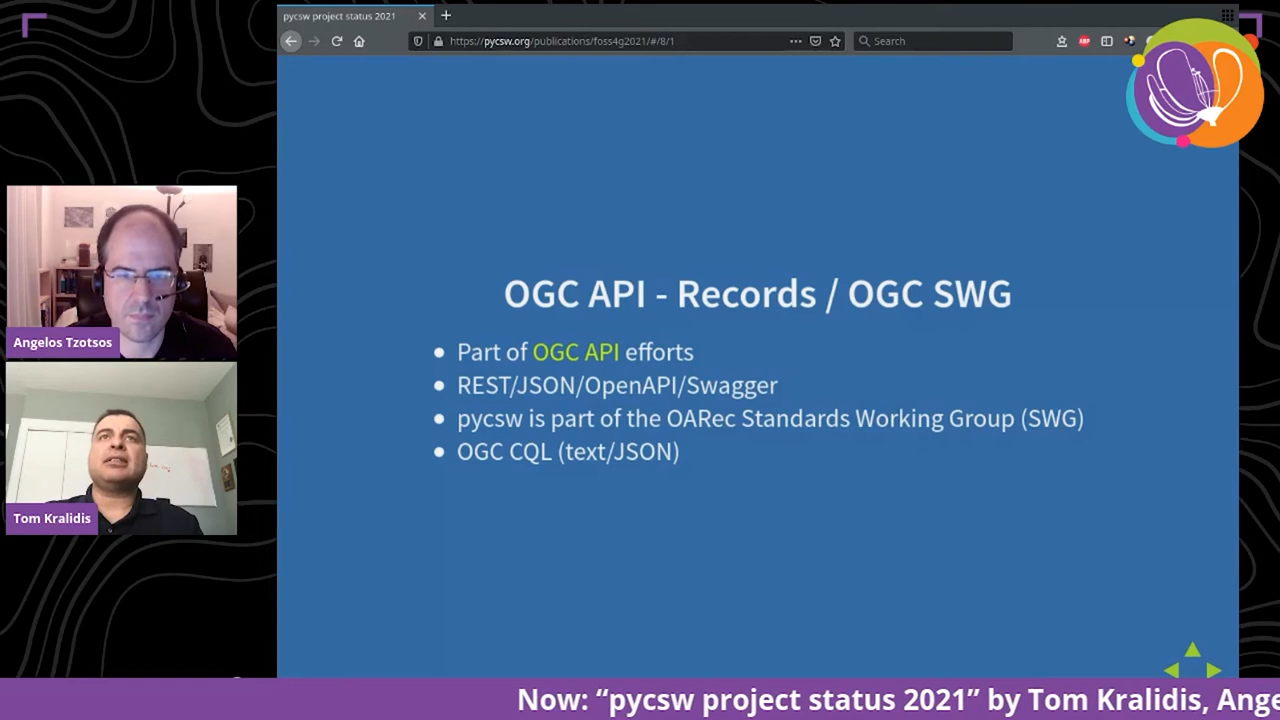 pycsw project status 2021
https://pycsw.org/publications/foss4g2021/#/8/1
Search
ABP
OGC API - Records / OGC SWG
Part of OGC API efforts
REST/JSON/OpenAPI/Swagger
pycsw is part of the OARec Standards Working Group (SWG)
OGC CQL (text/JSON)
Angelos Tzotsos
Tom Kralidis
Now: “pycsw project status 2021” by Tom Kralidis, Ange